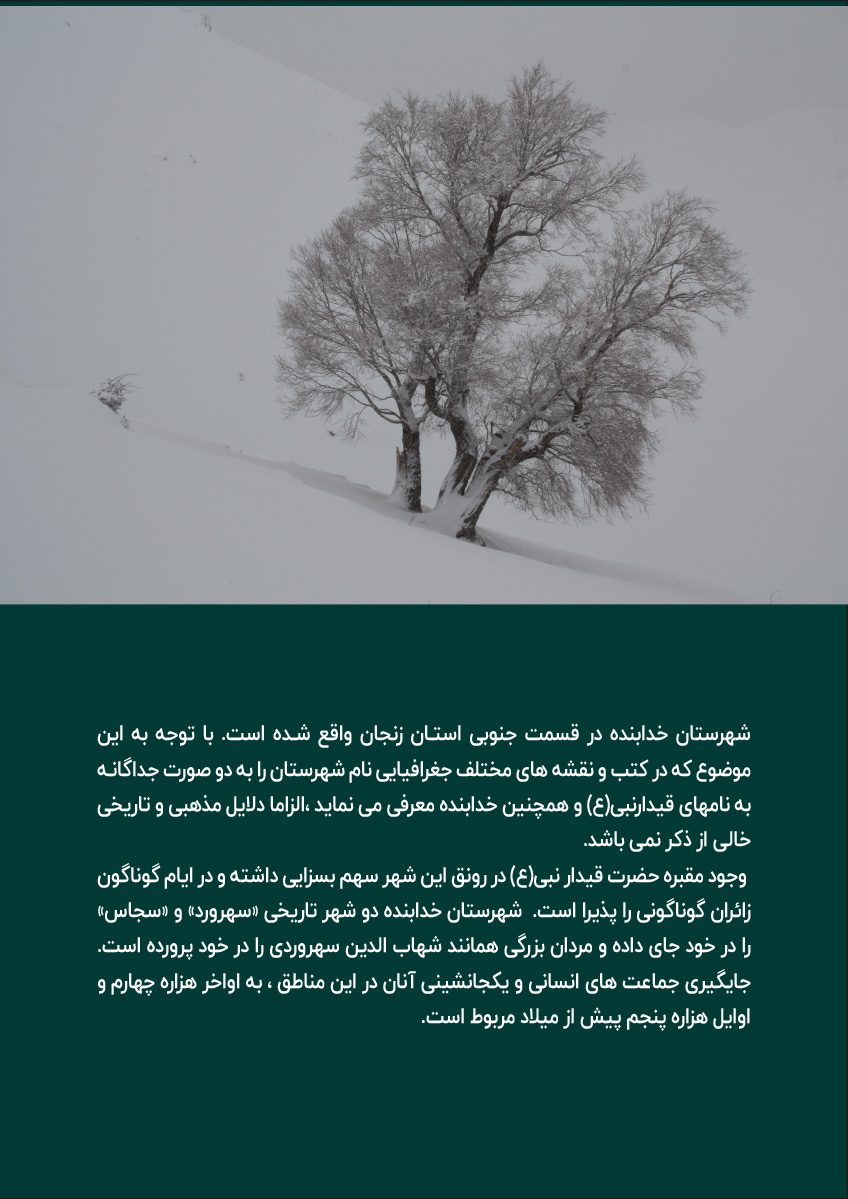 شهرستان خدابنده در قسمت جنوبی استان زنجان واقع شده است. با توجه به این
موضوع که در کتب و نقشه های مختلف جغرافیایی نام شهرستان را به دو صورت جداگانه
به نامهای قیدارنبی(ع) و همچنین خدابنده معرفی می نماید ،الزاما دلایل مذهبی و تاریخی
خالی از ذکر نمی باشد.
وجود مقبره حضرت قیدار نبی(ع) در رونق این شهر سهم بسزایی داشته و در ایام گوناگون
زائران گوناگونی را پذیرا است. شهرستان خدابنده دو شهر تاریخی «سهرورد» و «سجاس»
را در خود جای داده و مردان بزرگی همانند شهاب الدین سهروردی را در خود پرورده است.
جایگیری جماعت های انسانی و یکجانشینی آنان در این مناطق ، به اواخر هزاره چهارم و
اوایل هزاره پنجم پیش از میلاد مربوط است.